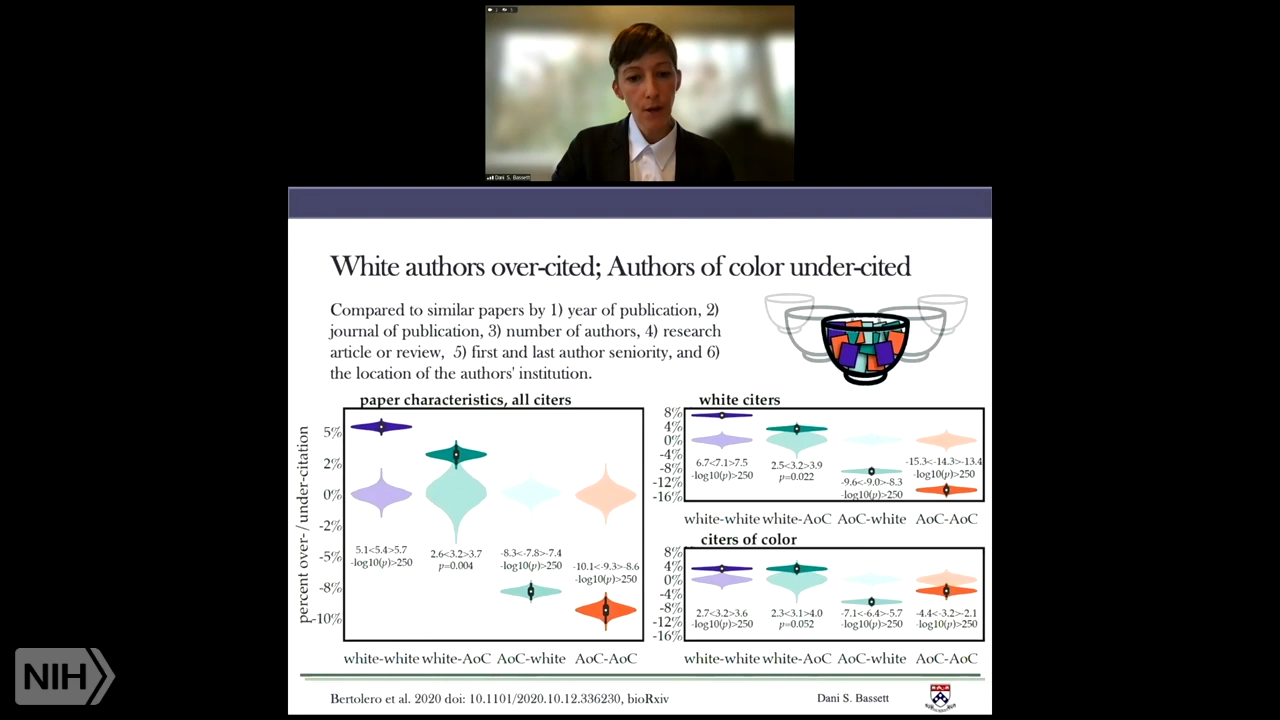 Dani S. Bassett
White authors over-cited; Authors of color under-cited
Compared to similar papers by 1) year of publication, 2)
journal of publication, 3) number of authors, 4) research
article or review, 5) first and last author seniority, and 6)
the location of the authors' institution.
paper characteristics, all citers
percent over-/under-citation
5%
2%
0%
-2%
-5%
-8%
-10%
5.1<5.4>5.7
-log10(p)>250
2.6<3.2>3.7
p=0.004
-8.3<-7.8>-7.4
-log10(p)>250
-10.1<-9.3>-8.6
-log10(p)>250
white-white white-AoC AoC-white AoC-AoC
white citers
8%
4%
0%
-4%
-8%
-12%
-16%
6.7<7.1>7.5
-log10(p)>250
2.5<3.2>3.9
p=0.022
-9.6<-9.0>-8.3
-log10(p)>250
-15.3<-14.3>-13.4
-log10(p)>250
white-white white-AoC AoC-white AoC-AoC
citers of color
8%
4%
0%
-4%
-8%
-12%
-16%
2.7<3.2>3.6
-log10(p)>250
2.3<3.1>4.0
p=0.052
-7.1<-6.4>-5.7
-log10(p)>250
-4.4<-3.2>-2.1
-log10(p)>250
white-white white-AoC AoC-white AoC-AoC
NIH
Bertolero et al. 2020 doi: 10.1101/2020.10.12.336230, bioRxiv
Dani S. Bassett